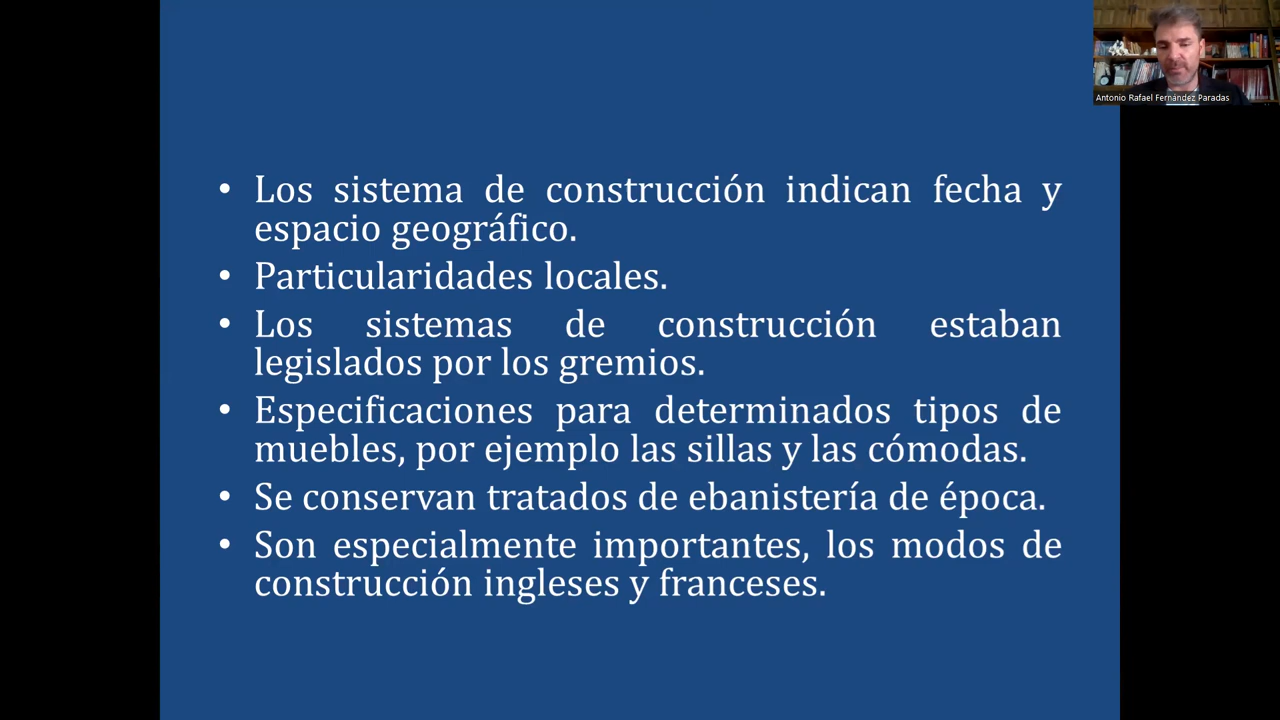 Antonio Rafael Fernández Paradas
• Los sistema de construcción indican fecha y
espacio geográfico.
• Particularidades locales.
• Los sistemas de construcción estaban
legislados por los gremios.
• Especificaciones para determinados tipos de
muebles, por ejemplo las sillas y las cómodas.
• Se conservan tratados de ebanistería de época.
• Son especialmente importantes, los modos de
construcción ingleses y franceses.